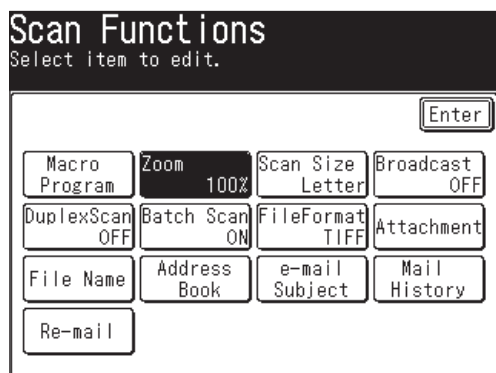 Scan Functions
Select item to edit.
Enter
Macro Program
Zoom 100%
Scan Size Letter
Broadcast OFF
DuplexScan OFF
Batch Scan ON
FileFormat TIFF
Attachment
File Name
Address Book
e-mail Subject
Mail History
Re-mail